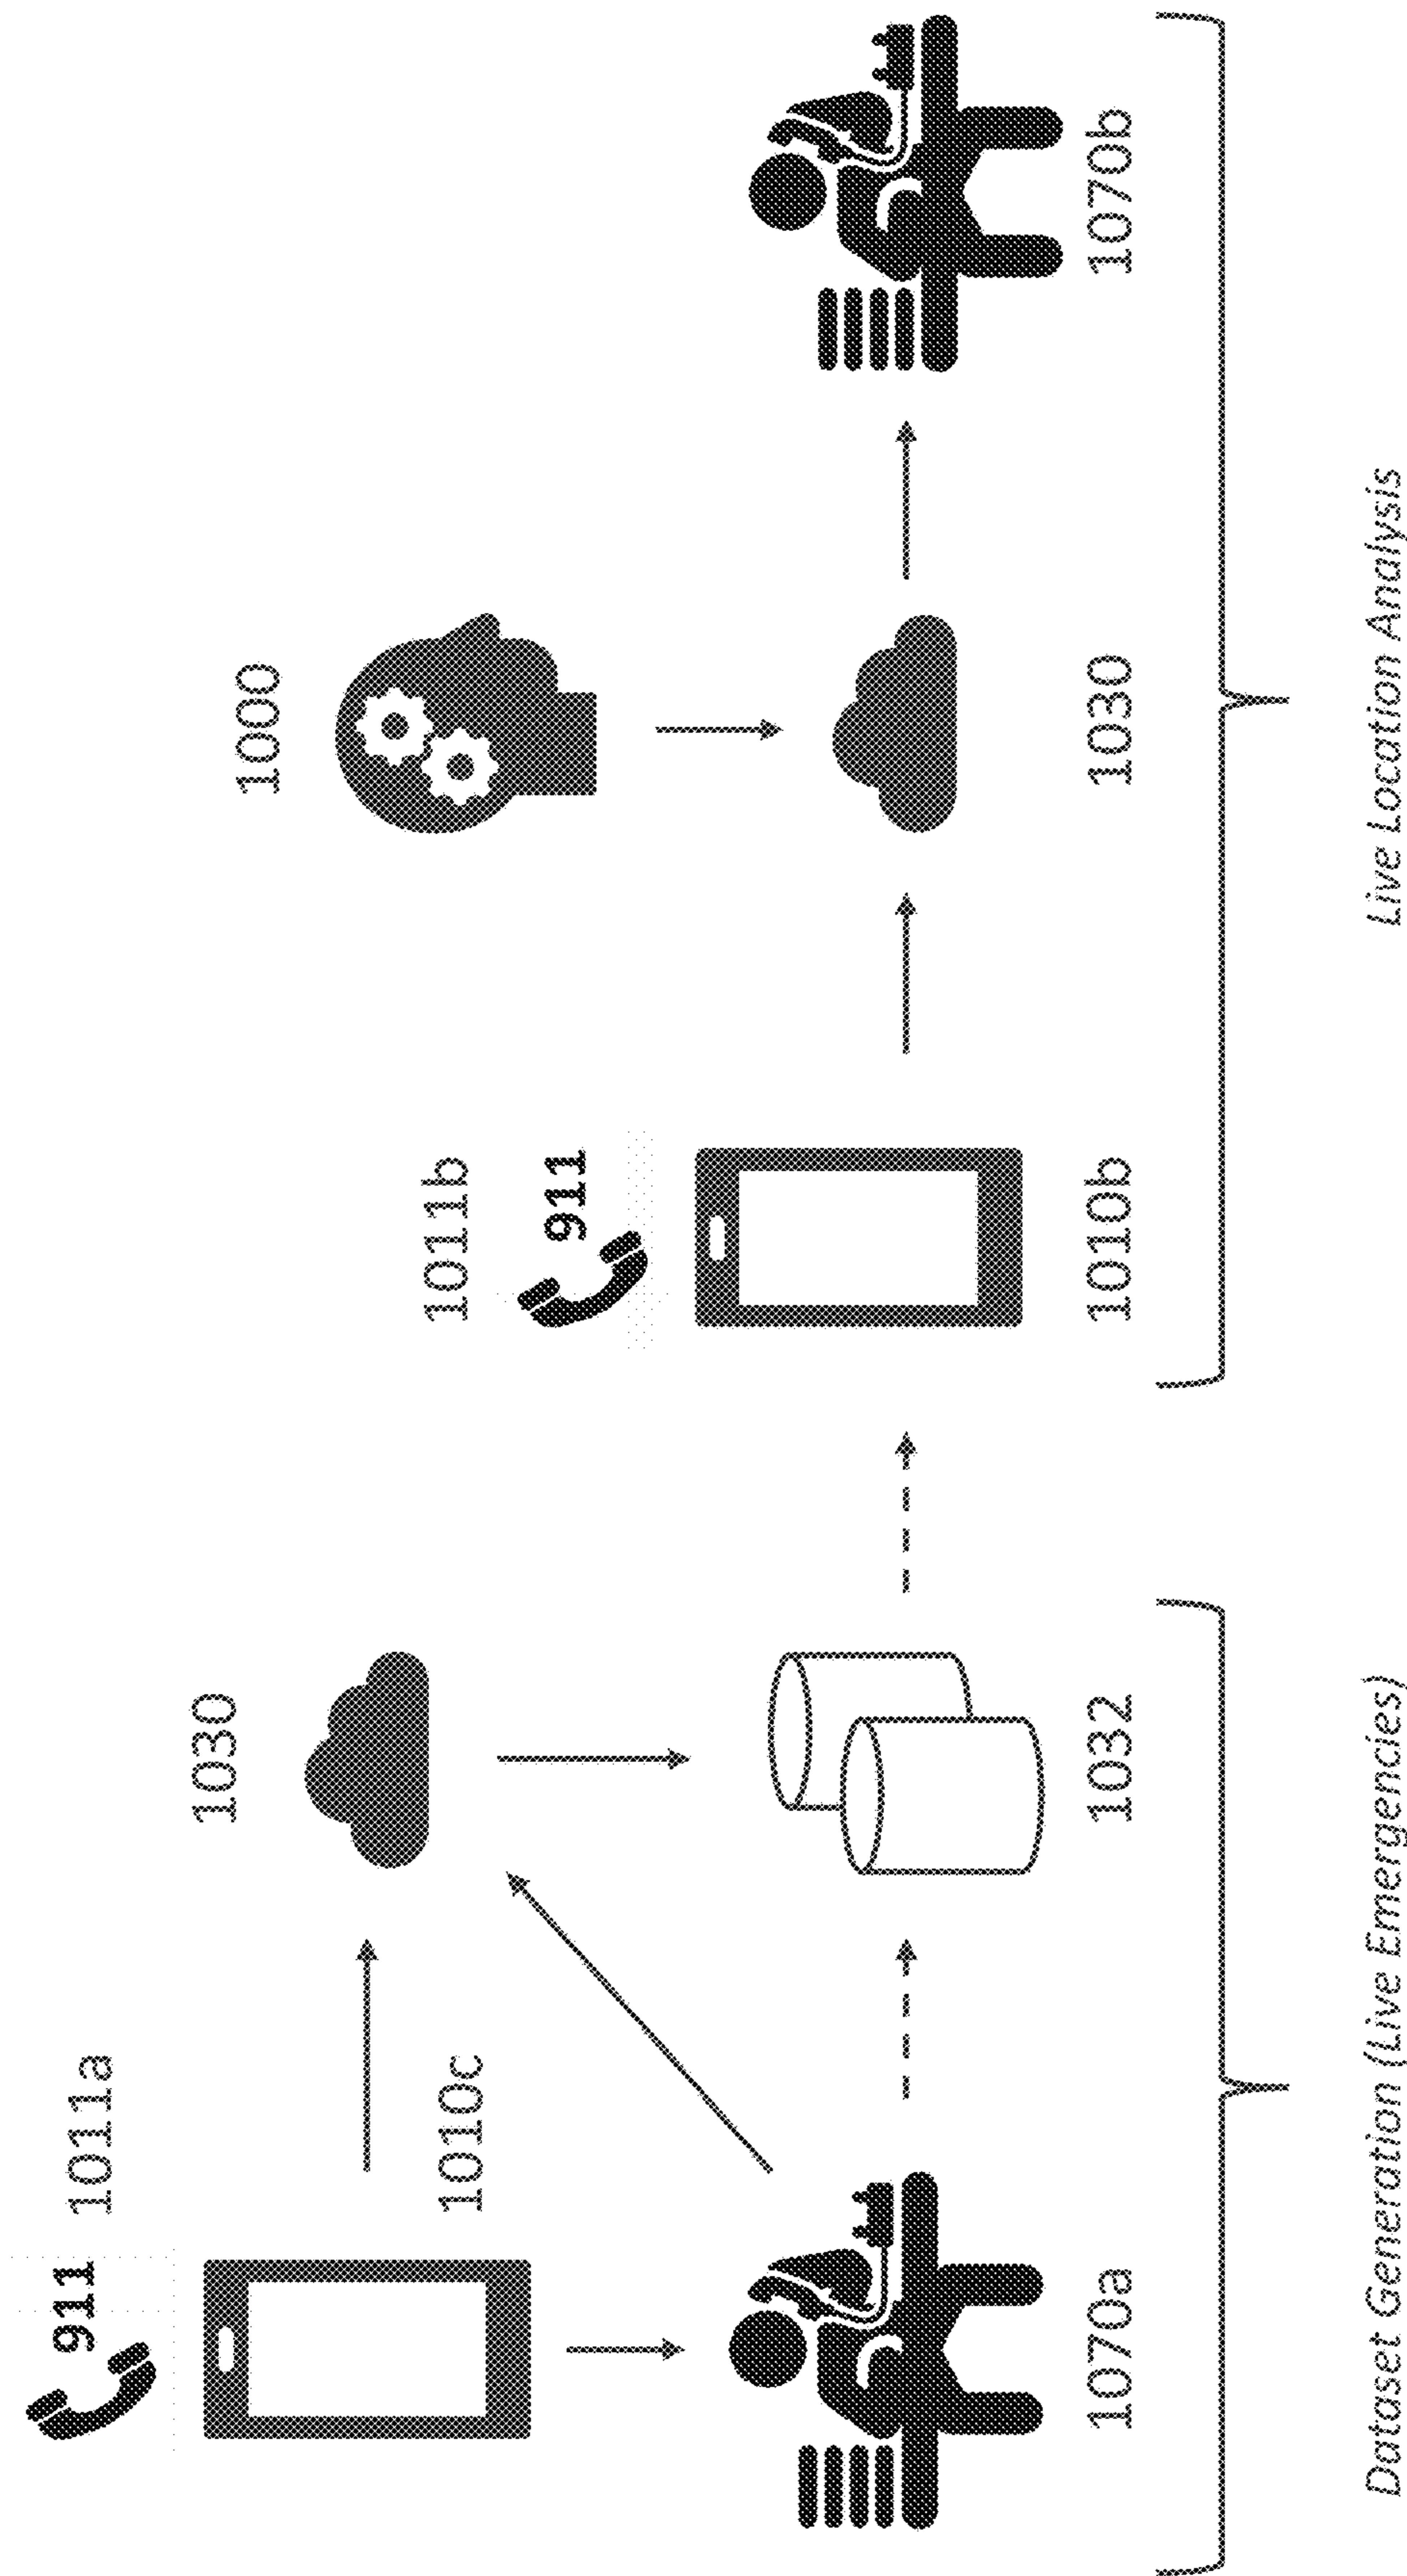 911
1011a
1030
1000
1011b
1010c
911
1070a
1032
1010b
1030
1070b
Dataset Generation (Live Emergencies)
Live Location Analysis